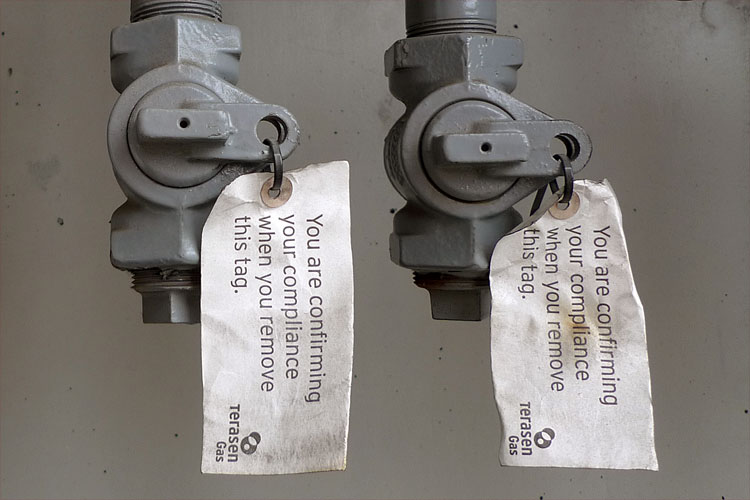 You are confirming
your compliance
when you remove
this tag.
Terasen
Gas
You are confirming
your compliance
when you remove
this tag.
Terasen
Gas